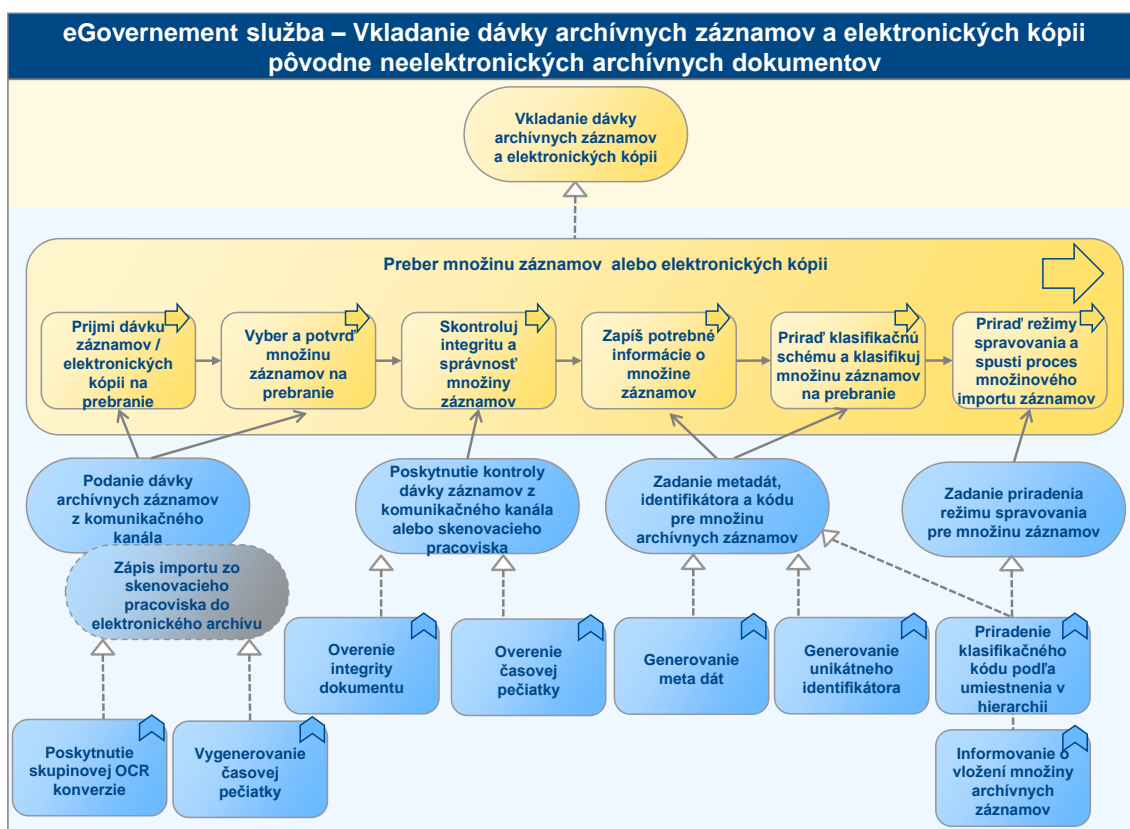 eGovernement služba – Vkladanie dávky archívnych záznamov a elektronických kópii
pôvodne neelektronických archívnych dokumentov
Vkladanie dávky
archívnych záznamov
a elektronických kópii
Preber množinu záznamov alebo elektronických kópii
Prijmi dávku
záznamov /
elektronických
kópii na
prebranie
Vyber a potvrď
množinu
záznamov na
prebranie
Skontroluj
integritu a
správnosť
množiny
záznamov
Zapíš potrebné
informácie o
množine
záznamov
Priraď klasifikačnú
schému a klasifikuj
množinu záznamov
na prebranie
Priraď režimy
spravovania a
spusti proces
množinového
importu záznamov
Podanie dávky
archívnych záznamov
z komunikačného
kanála
Poskytnutie kontroly
dávky záznamov z
komunikačného kanála
alebo skenovacieho
pracoviska
Zadanie metadát,
identifikátora a kódu
pre množinu
archívnych záznamov
Zadanie priradenia
režimu spravovania
pre množinu záznamov
Zápis importu zo
skenovacieho
pracoviska do
elektronického archívu
Overenie
integrity
dokumentu
Overenie
časovej
pečiatky
Generovanie
meta dát
Generovanie
unikátneho
identifikátora
Priradenie
klasifikačného
kódu podľa
umiestnenia v
hierarchii
Poskytnutie
skupinovej OCR
konverzie
Vygenerovanie
časovej
pečiatky
Informovanie o
vložení množiny
archívnych
záznamov